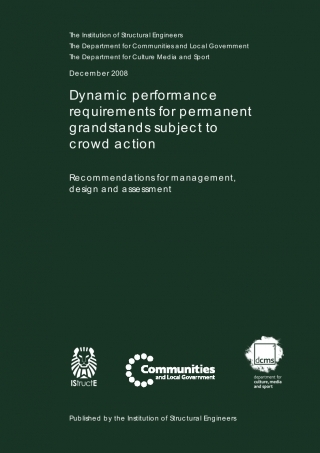 The Institution of Structural Engineers
The Department for Communities and Local Government
The Department for Culture Media and Sport
December 2008
Dynamic performance
requirements for permanent
grandstands subject to
crowd action
Recommendations for management,
design and assessment
IStructE
Communities
and Local Government
dcms
department for
culture, media
and sport
Published by the Institution of Structural Engineers